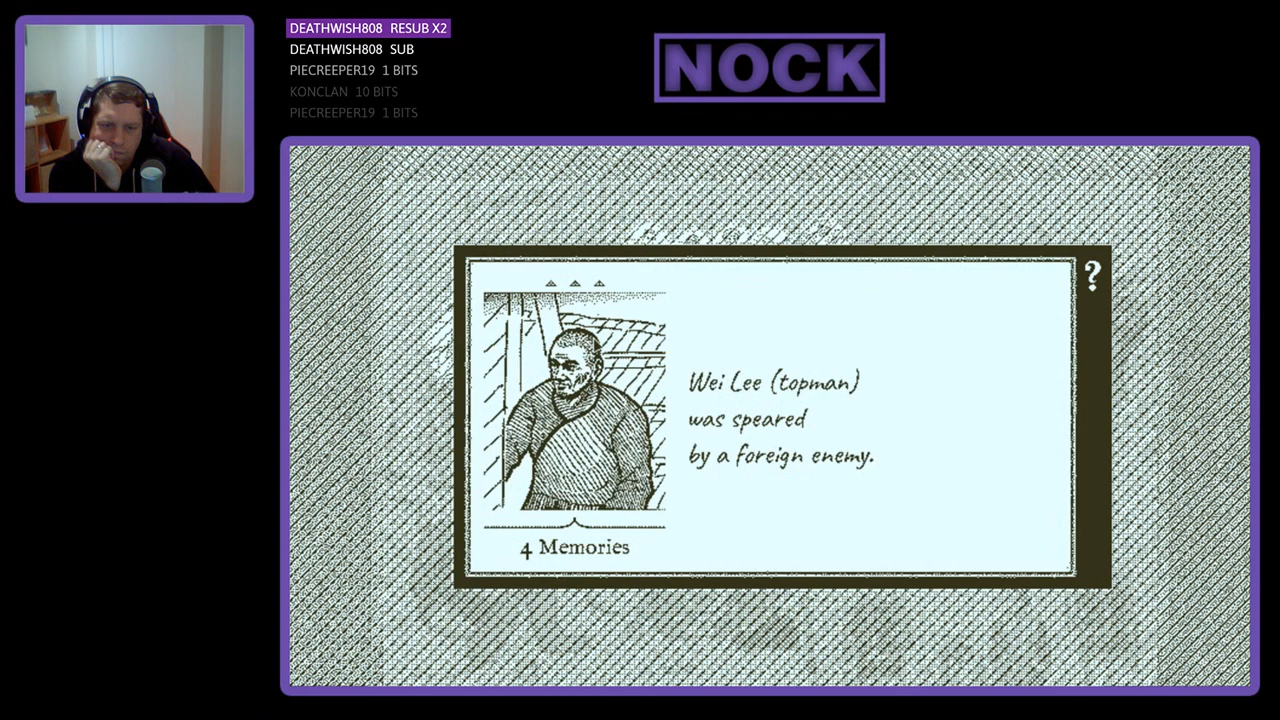 DEATHWISH808 RESUB X2
DEATHWISH808 SUB
PIECREEPER19 1 BITS
KONCLAN 10 BITS
PIECREEPER19 1 BITS
NOCK
?
Wei Lee (topman)
was speared
by a foreign enemy.
4 Memories